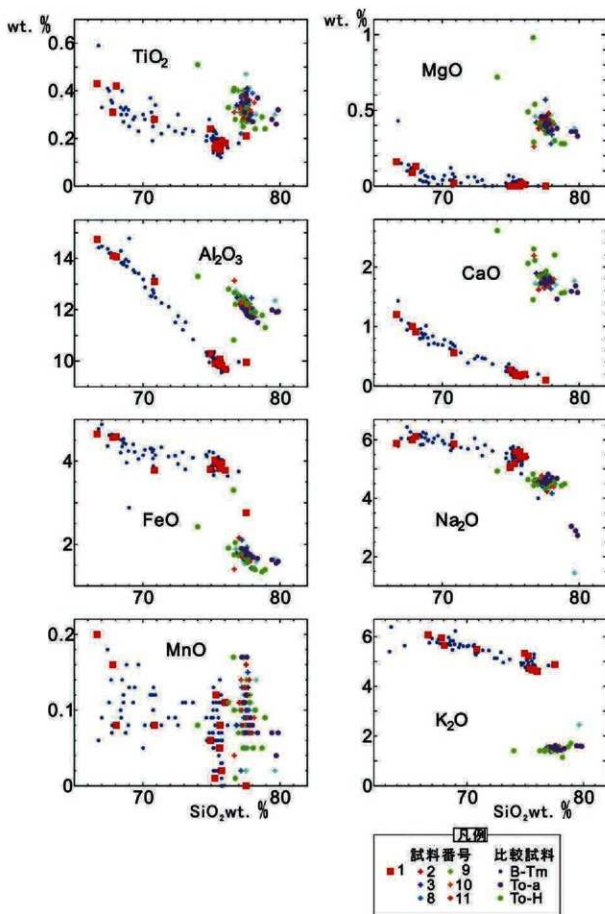 wt. %
wt. %
0.6
0.4
0.2
0
TiO2
70
80
1
0.5
0
MgO
70
80
14
12
10
Al2O3
70
80
2
1
0
CaO
70
80
4
2
FeO
70
80
6
4
2
Na2O
70
80
0.2
0.1
0
MnO
70
80
SiO2wt. %
6
4
2
0
K2O
70
80
SiO2wt. %
凡例
試料番号 比較試料
1 2 9 B-Tm
3 10 To-a
8 11 To-H